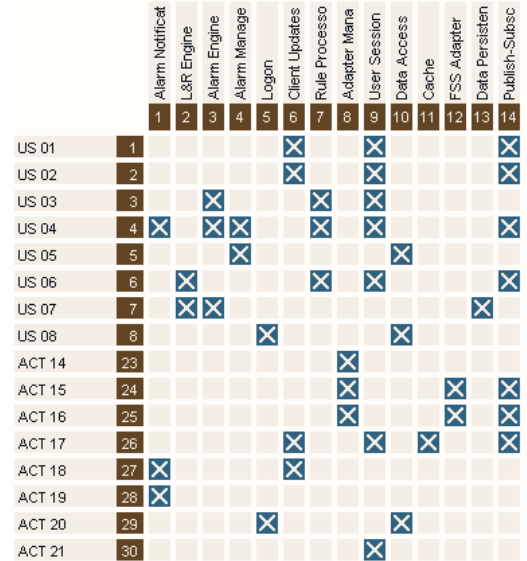 Alarm Notificat
L&R Engine
Alarm Engine
Alarm Manage
Logon
Client Updates
Rule Processo
Adapter Mana
User Session
Data Access
Cache
FSS Adapter
Data Persisten
Publish-Subsc
1 2 3 4 5 6 7 8 9 10 11 12 13 14
US 01 1
US 02 2
US 03 3
US 04 4
US 05 5
US 06 6
US 07 7
US 08 8
ACT 14 23
ACT 15 24
ACT 16 25
ACT 17 26
ACT 18 27
ACT 19 28
ACT 20 29
ACT 21 30